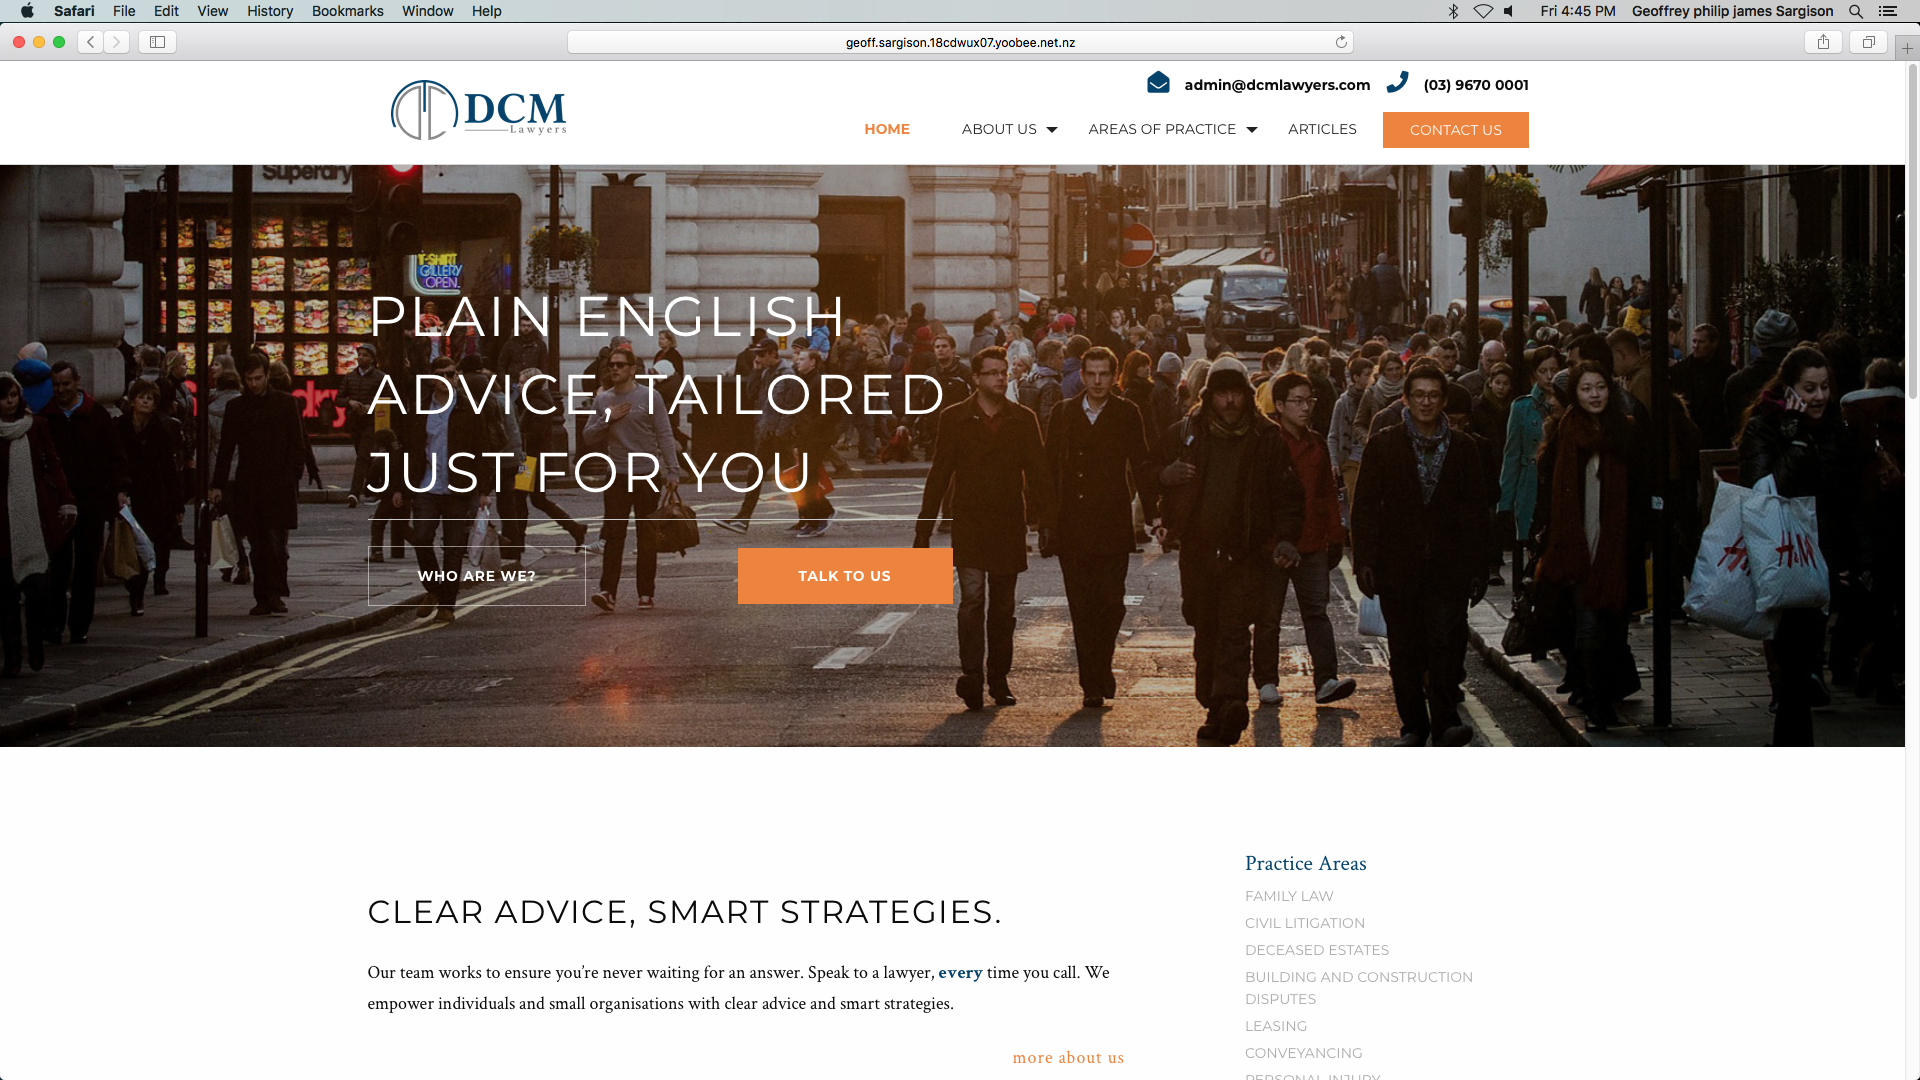 Safari File Edit View History Bookmarks Window Help Fri 4:45 PM Geoffrey philip james Sargison
geoff.sargison.18cdwux07.yoobee.net.nz
admin@dcmlawyers.com (03) 9670 0001
DCM
Lawyers
HOME ABOUT US AREAS OF PRACTICE ARTICLES CONTACT US
Superdry
T-SHIRT
GALLERY
OPEN
PLAIN ENGLISH
ADVICE, TAILORED
JUST FOR YOU
H&M
WHO ARE WE? TALK TO US
Practice Areas
FAMILY LAW
CLEAR ADVICE, SMART STRATEGIES.
CIVIL LITIGATION
DECEASED ESTATES
Our team works to ensure you’re never waiting for an answer. Speak to a lawyer, every time you call. We
empower individuals and small organisations with clear advice and smart strategies.
BUILDING AND CONSTRUCTION
DISPUTES
LEASING
CONVEYANCING
more about us
PERSONAL INJURY